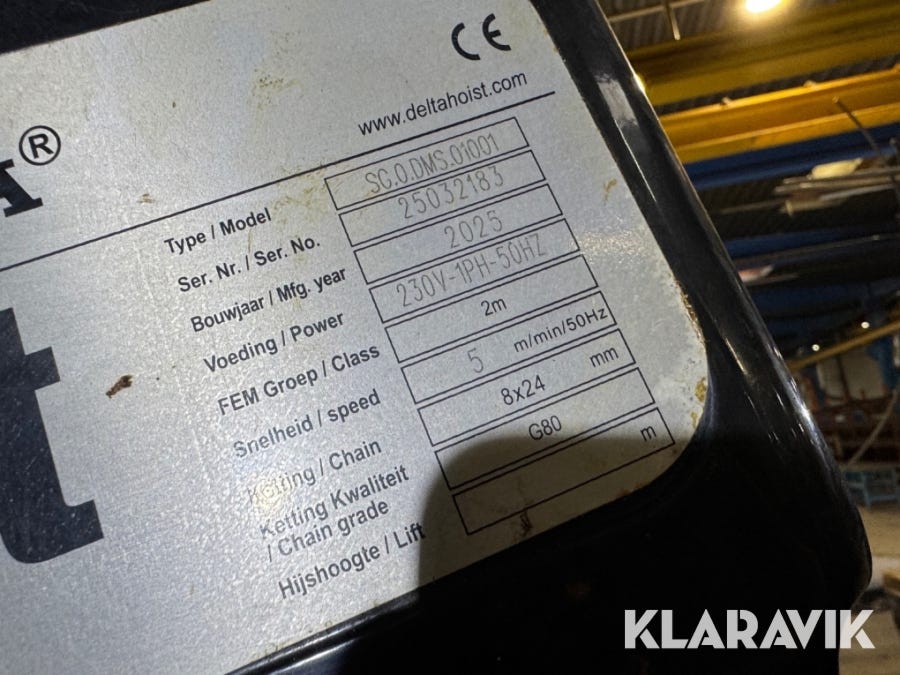 CE
www.deltahoist.com
®
Type / Model SC.O.DMS.01001
Ser. Nr. / Ser. No. 25032183
Bouwjaar / Mfg. year 2025
Voeding / Power 230V-1PH-50HZ
FEM Groep / Class 2m
Snelheid / speed 5 m/min/50Hz
Ketting / Chain 8x24 mm
Ketting Kwaliteit
/ Chain grade G80
Hijshoogte / Lift m
t
KLARAVIK